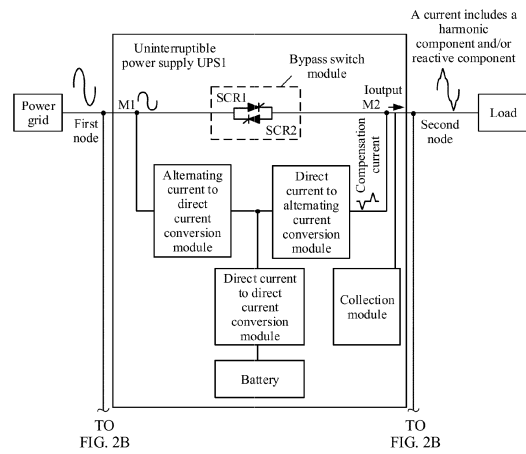 A current includes a
harmonic
component and/or
reactive component
Uninterruptible
power supply UPS1
Bypass switch
module
Power
grid
First
node
M1
SCR1
SCR2
Ioutput
M2
Second
node
Load
Compensation
current
Alternating
current to
direct
current
conversion
module
Direct
current to
alternating
current
conversion
module
Direct current
to direct
current
conversion
module
Collection
module
Battery
TO
FIG. 2B
TO
FIG. 2B